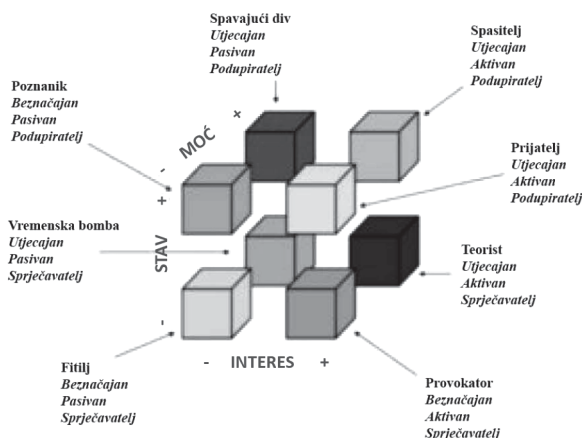 Spavajući div
Utjecajan
Pasivan
Podupiratelj
Spasitelj
Utjecajan
Aktivan
Podupiratelj
Poznanik
Beznačajan
Pasivan
Podupiratelj
+
MOĆ
-
Prijatelj
Utjecajan
Aktivan
Podupiratelj
+
STAV
-
Vremenska bomba
Utjecajan
Pasivan
Sprječavatelj
Teorist
Utjecajan
Aktivan
Sprječavatelj
- INTERES +
Fitilj
Beznačajan
Pasivan
Sprječavatelj
Provokator
Beznačajan
Aktivan
Sprječavatelj